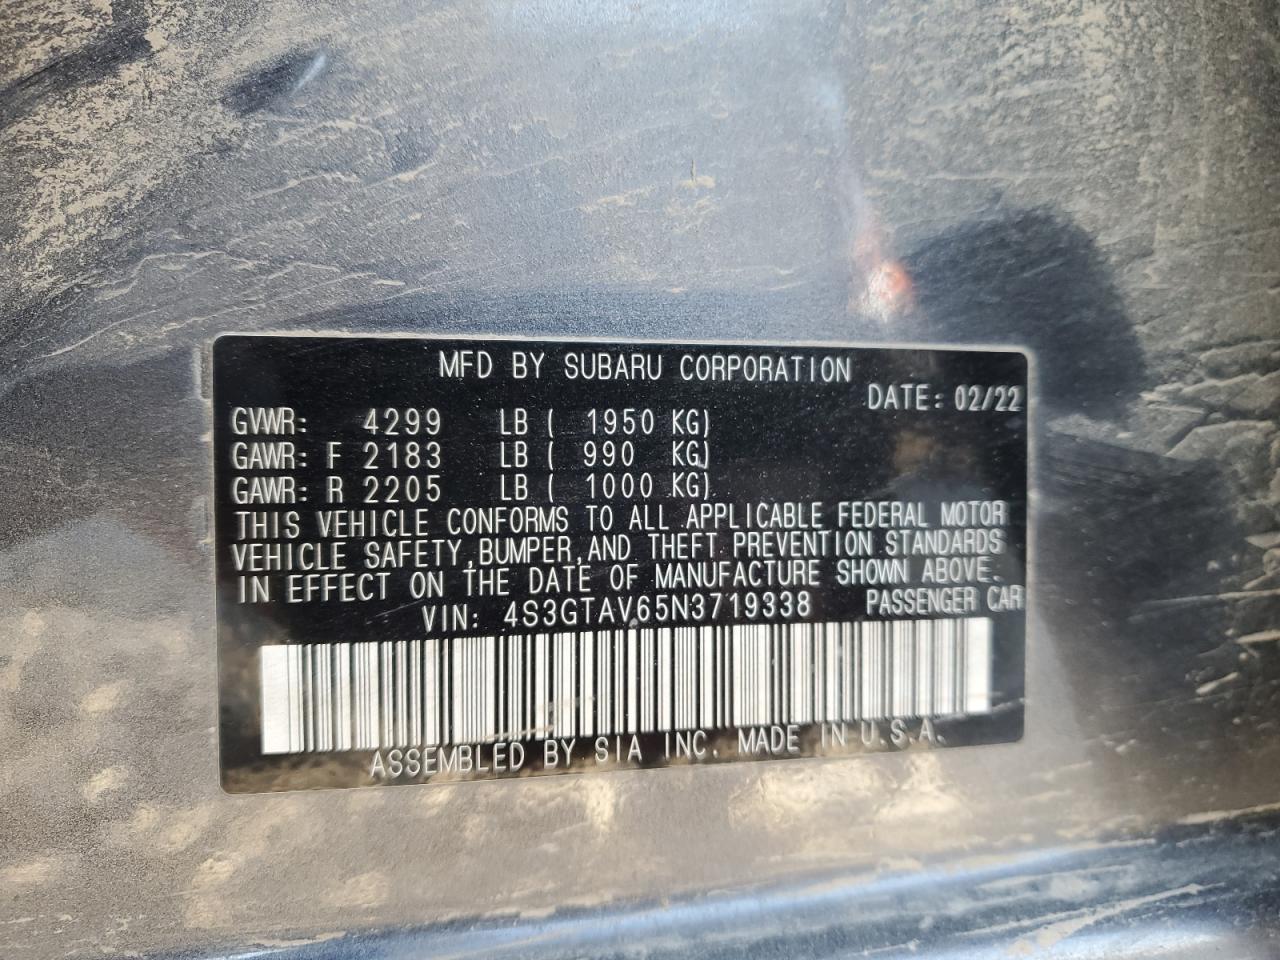 MFD BY SUBARU CORPORATION
DATE: 02/22
GVWR: 4299 LB ( 1950 KG)
GAWR: F 2183 LB ( 990 KG)
GAWR: R 2205 LB ( 1000 KG)
THIS VEHICLE CONFORMS TO ALL APPLICABLE FEDERAL MOTOR
VEHICLE SAFETY,BUMPER,AND THEFT PREVENTION STANDARDS
IN EFFECT ON THE DATE OF MANUFACTURE SHOWN ABOVE.
VIN: 4S3GTAV65N3719338 PASSENGER CAR
ASSEMBLED BY SIA INC. MADE IN U.S.A.